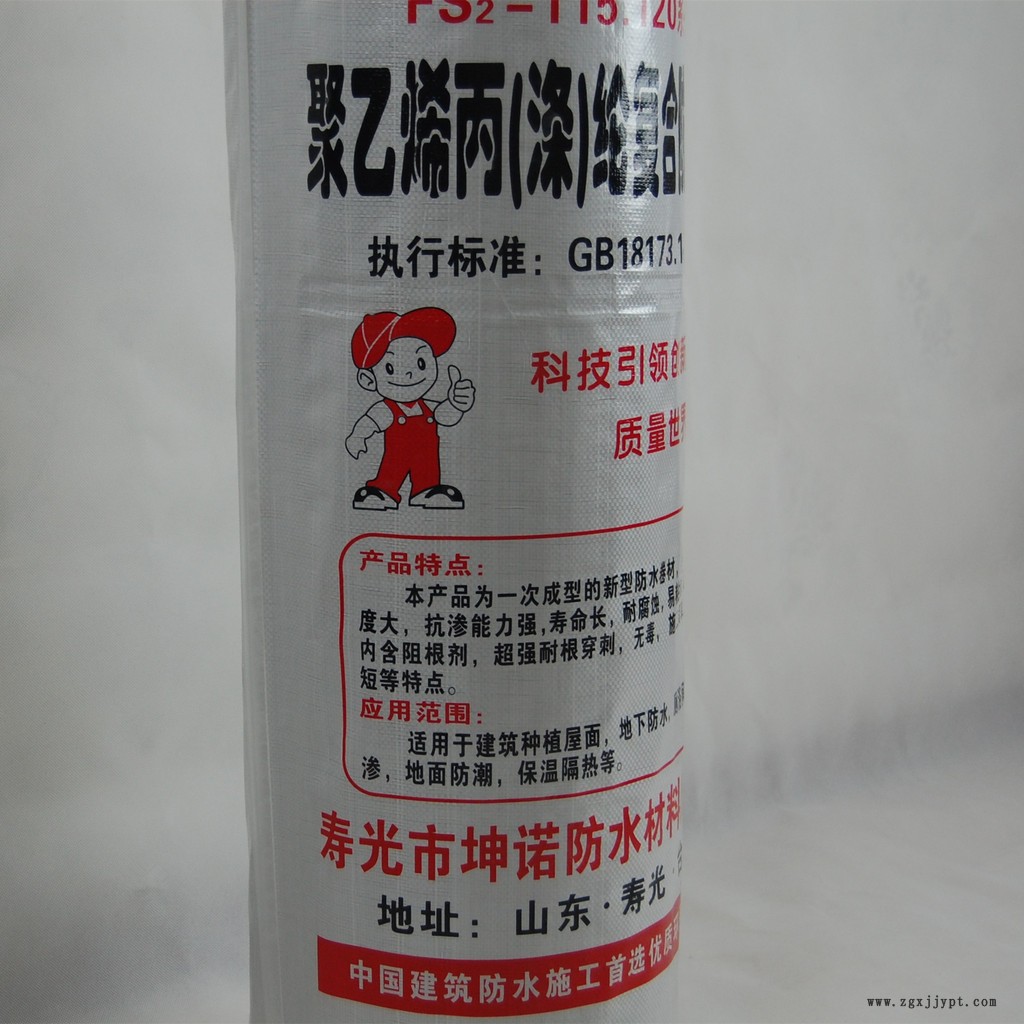 FS2-115.120
聚乙烯丙(涤)纶复合
执行标准：GB18173.1
科技引领创新
质量世
产品特点：
本产品为一次成型的新型防水卷材，
度大，抗渗能力强，寿命长，耐腐蚀，易
内含阻根剂，超强耐根穿刺，无毒，施
短等特点。
应用范围：
适用于建筑种植屋面，地下防水，
渗，地面防潮，保温隔热等。
寿光市坤诺防水材料
地址：山东·寿光·
中国建筑防水施工首选优质
www.zgxjjypt.com